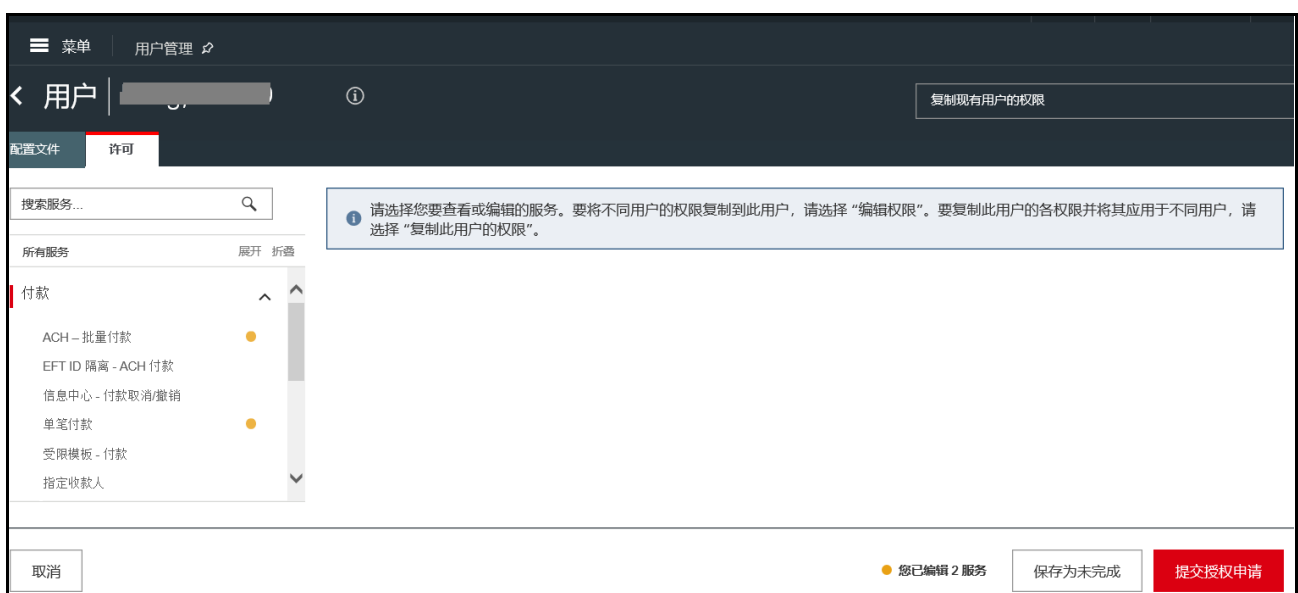 菜单 用户管理
用户
复制现有用户的权限
配置文件 许可
搜索服务...
请选择您要查看或编辑的服务。要将不同用户的权限复制到此用户，请选择 “编辑权限”。要复制此用户的各权限并将其应用于不同用户，请
选择 “复制此用户的权限”。
所有服务 展开 折叠
付款
ACH – 批量付款
EFT ID 隔离 - ACH 付款
信息中心 - 付款取消/撤销
单笔付款
受限模板 - 付款
指定收款人
取消 您已编辑 2 服务 保存为未完成 提交授权申请